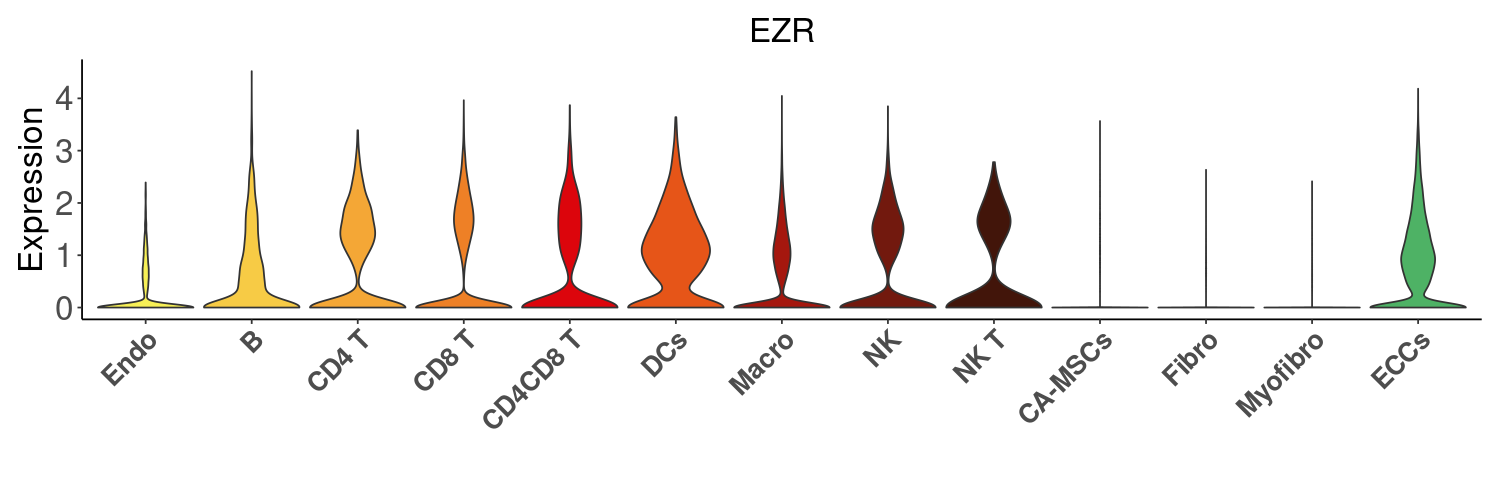 EZR
Expression
4
3
2
1
0
Endo
B
CD4 T
CD8 T
CD4CD8 T
DCs
Macro
NK
NK T
CA-MSCs
Fibro
Myofibro
ECCs